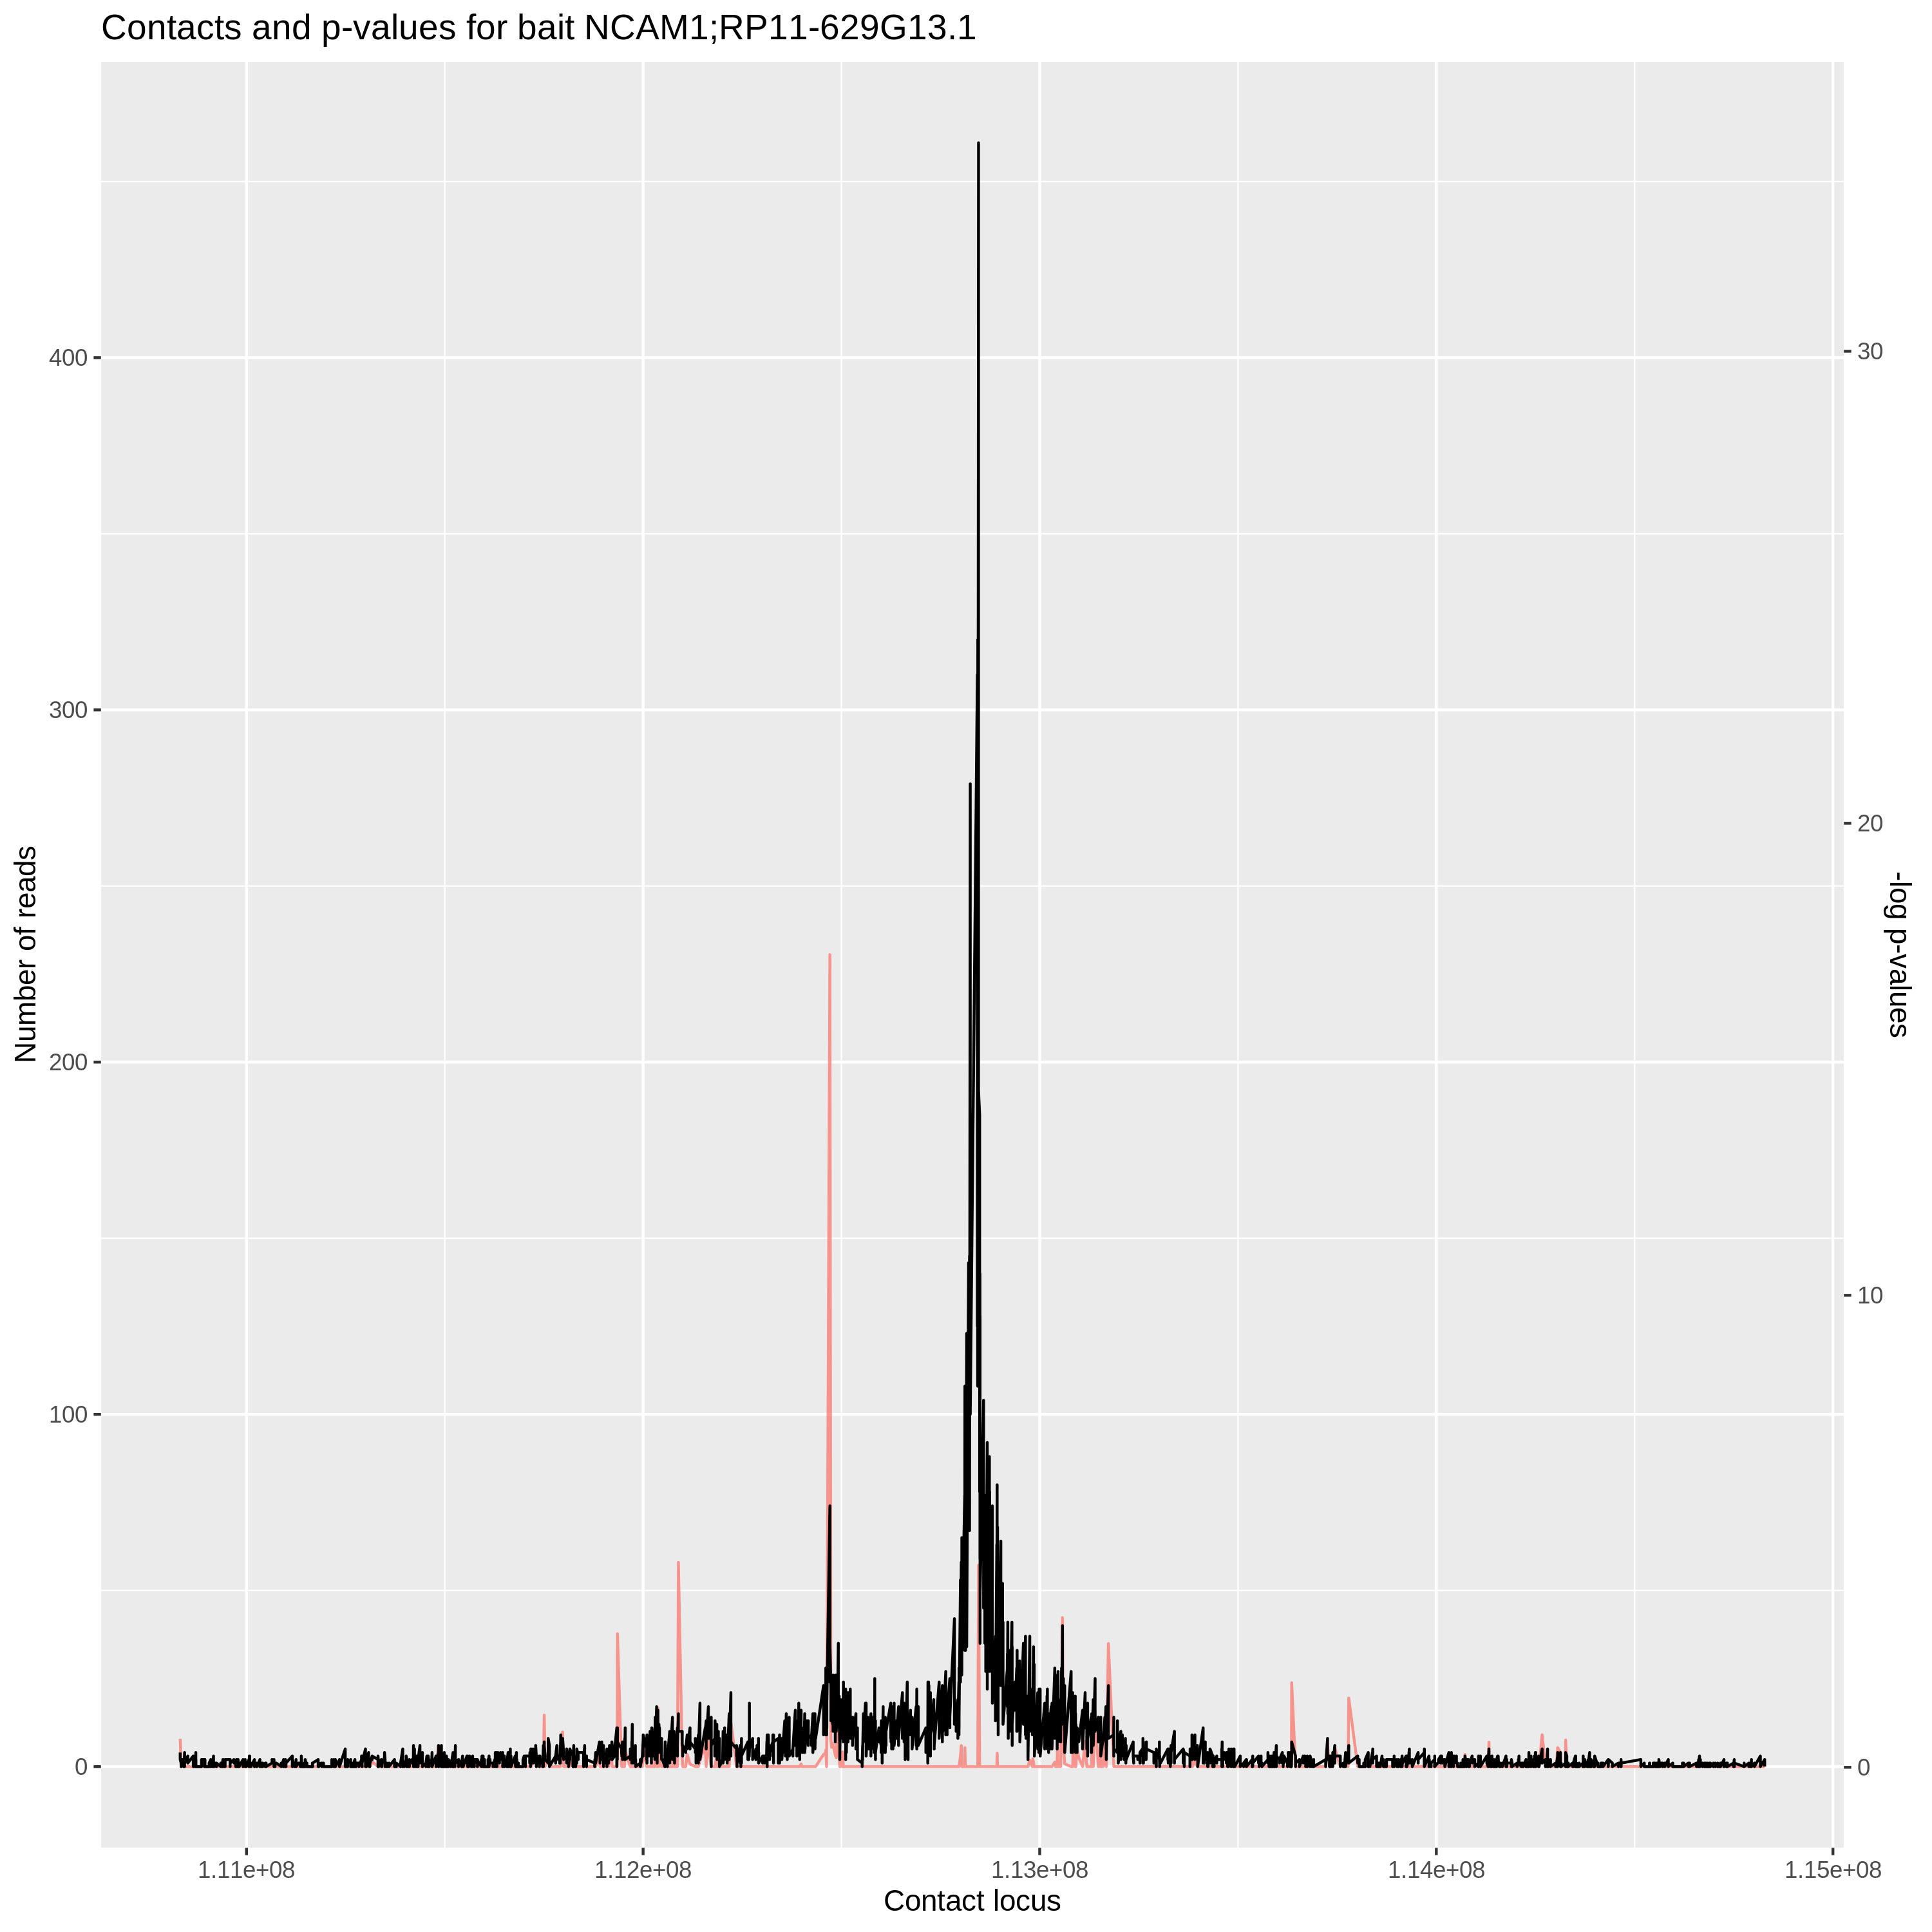 Contacts and p-values for bait NCAM1;RP11-629G13.1
400
300
200
100
0
Number of reads
30
20
10
0
-log p-values
1.11e+08
1.12e+08
1.13e+08
1.14e+08
1.15e+08
Contact locus